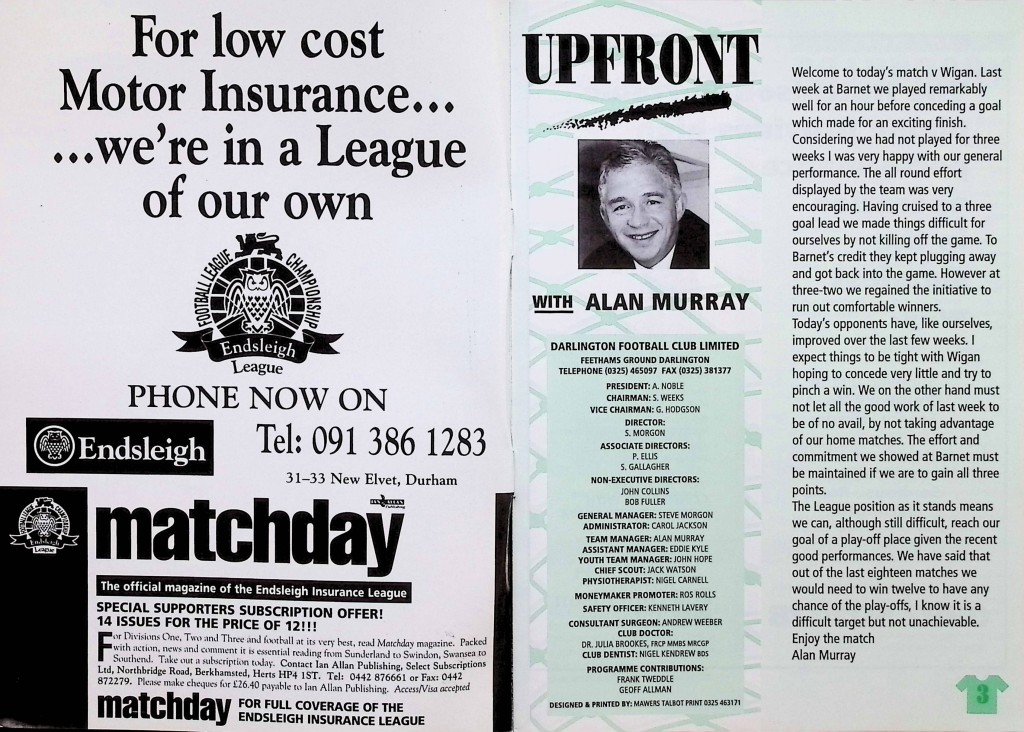 For low cost
Motor Insurance...
...we're in a League
of our own
FOOTBALL LEAGUE CHAMPIONSHIP
Endsleigh
League
PHONE NOW ON
Endsleigh
Tel: 091 386 1283
31–33 New Elvet, Durham
Endsleigh
League
matchday
The official magazine of the Endsleigh Insurance League
SPECIAL SUPPORTERS SUBSCRIPTION OFFER!
14 ISSUES FOR THE PRICE OF 12!!!
For Divisions One, Two and Three and football at its very best, read Matchday magazine. Packed
with action, news and comment it is essential reading from Sunderland to Swindon, Swansea to
Southend. Take out a subscription today. Contact Ian Allan Publishing, Select Subscriptions
Ltd, Northbridge Road, Berkhamsted, Herts HP4 1ST. Tel: 0442 876661 or Fax: 0442
872279. Please make cheques for £26.40 payable to Ian Allan Publishing. Access/Visa accepted
matchday FOR FULL COVERAGE OF THE
ENDSLEIGH INSURANCE LEAGUE
UPFRONT
WITH ALAN MURRAY
DARLINGTON FOOTBALL CLUB LIMITED
FEETHAMS GROUND DARLINGTON
TELEPHONE (0325) 465097 FAX (0325) 381377
PRESIDENT: A. NOBLE
CHAIRMAN: S. WEEKS
VICE CHAIRMAN: G. HODGSON
DIRECTOR:
S. MORGON
ASSOCIATE DIRECTORS:
P. ELLIS
S. GALLAGHER
NON-EXECUTIVE DIRECTORS:
JOHN COLLINS
BOB FULLER
GENERAL MANAGER: STEVE MORGON
ADMINISTRATOR: CAROL JACKSON
TEAM MANAGER: ALAN MURRAY
ASSISTANT MANAGER: EDDIE KYLE
YOUTH TEAM MANAGER: JOHN HOPE
CHIEF SCOUT: JACK WATSON
PHYSIOTHERAPIST: NIGEL CARNELL
MONEYMAKER PROMOTER: ROS ROLLS
SAFETY OFFICER: KENNETH LAVERY
CONSULTANT SURGEON: ANDREW WEEBER
CLUB DOCTOR:
DR. JULIA BROOKES, FRCP MMBS MRCGP
CLUB DENTIST: NIGEL KENDREW BDS
PROGRAMME CONTRIBUTIONS:
FRANK TWEDDLE
GEOFF ALLMAN
DESIGNED & PRINTED BY: MAWERS TALBOT PRINT 0325 463171
Welcome to today's match v Wigan. Last
week at Barnet we played remarkably
well for an hour before conceding a goal
which made for an exciting finish.
Considering we had not played for three
weeks I was very happy with our general
performance. The all round effort
displayed by the team was very
encouraging. Having cruised to a three
goal lead we made things difficult for
ourselves by not killing off the game. To
Barnet's credit they kept plugging away
and got back into the game. However at
three-two we regained the initiative to
run out comfortable winners.
Today's opponents have, like ourselves,
improved over the last few weeks. I
expect things to be tight with Wigan
hoping to concede very little and try to
pinch a win. We on the other hand must
not let all the good work of last week to
be of no avail, by not taking advantage
of our home matches. The effort and
commitment we showed at Barnet must
be maintained if we are to gain all three
points.
The League position as it stands means
we can, although still difficult, reach our
goal of a play-off place given the recent
good performances. We have said that
out of the last eighteen matches we
would need to win twelve to have any
chance of the play-offs, I know it is a
difficult target but not unachievable.
Enjoy the match
Alan Murray
3